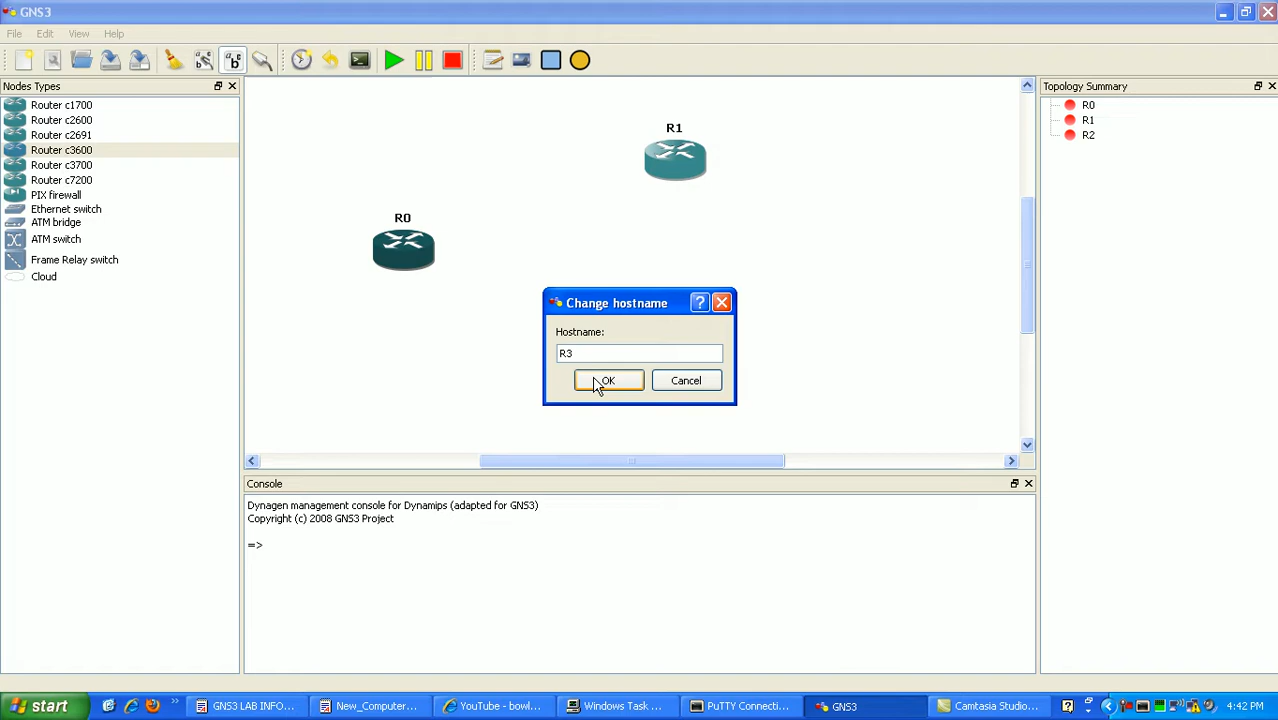 GNS3
File Edit View Help
Nodes Types
Router c1700
Router c2600
Router c2691
Router c3600
Router c3700
Router c7200
PIX firewall
Ethernet switch
ATM bridge
ATM switch
Frame Relay switch
Cloud
R1
R0
Change hostname
Hostname:
R3
OK Cancel
Topology Summary
R0
R1
R2
Console
Dynagen management console for Dynamips (adapted for GNS3)
Copyright (c) 2008 GNS3 Project
=>
start GNS3 LAB INFO... New_Computer... YouTube - bowl... Windows Task ... PuTTY Connecti... GNS3 Camtasia Studio... 4:42 PM